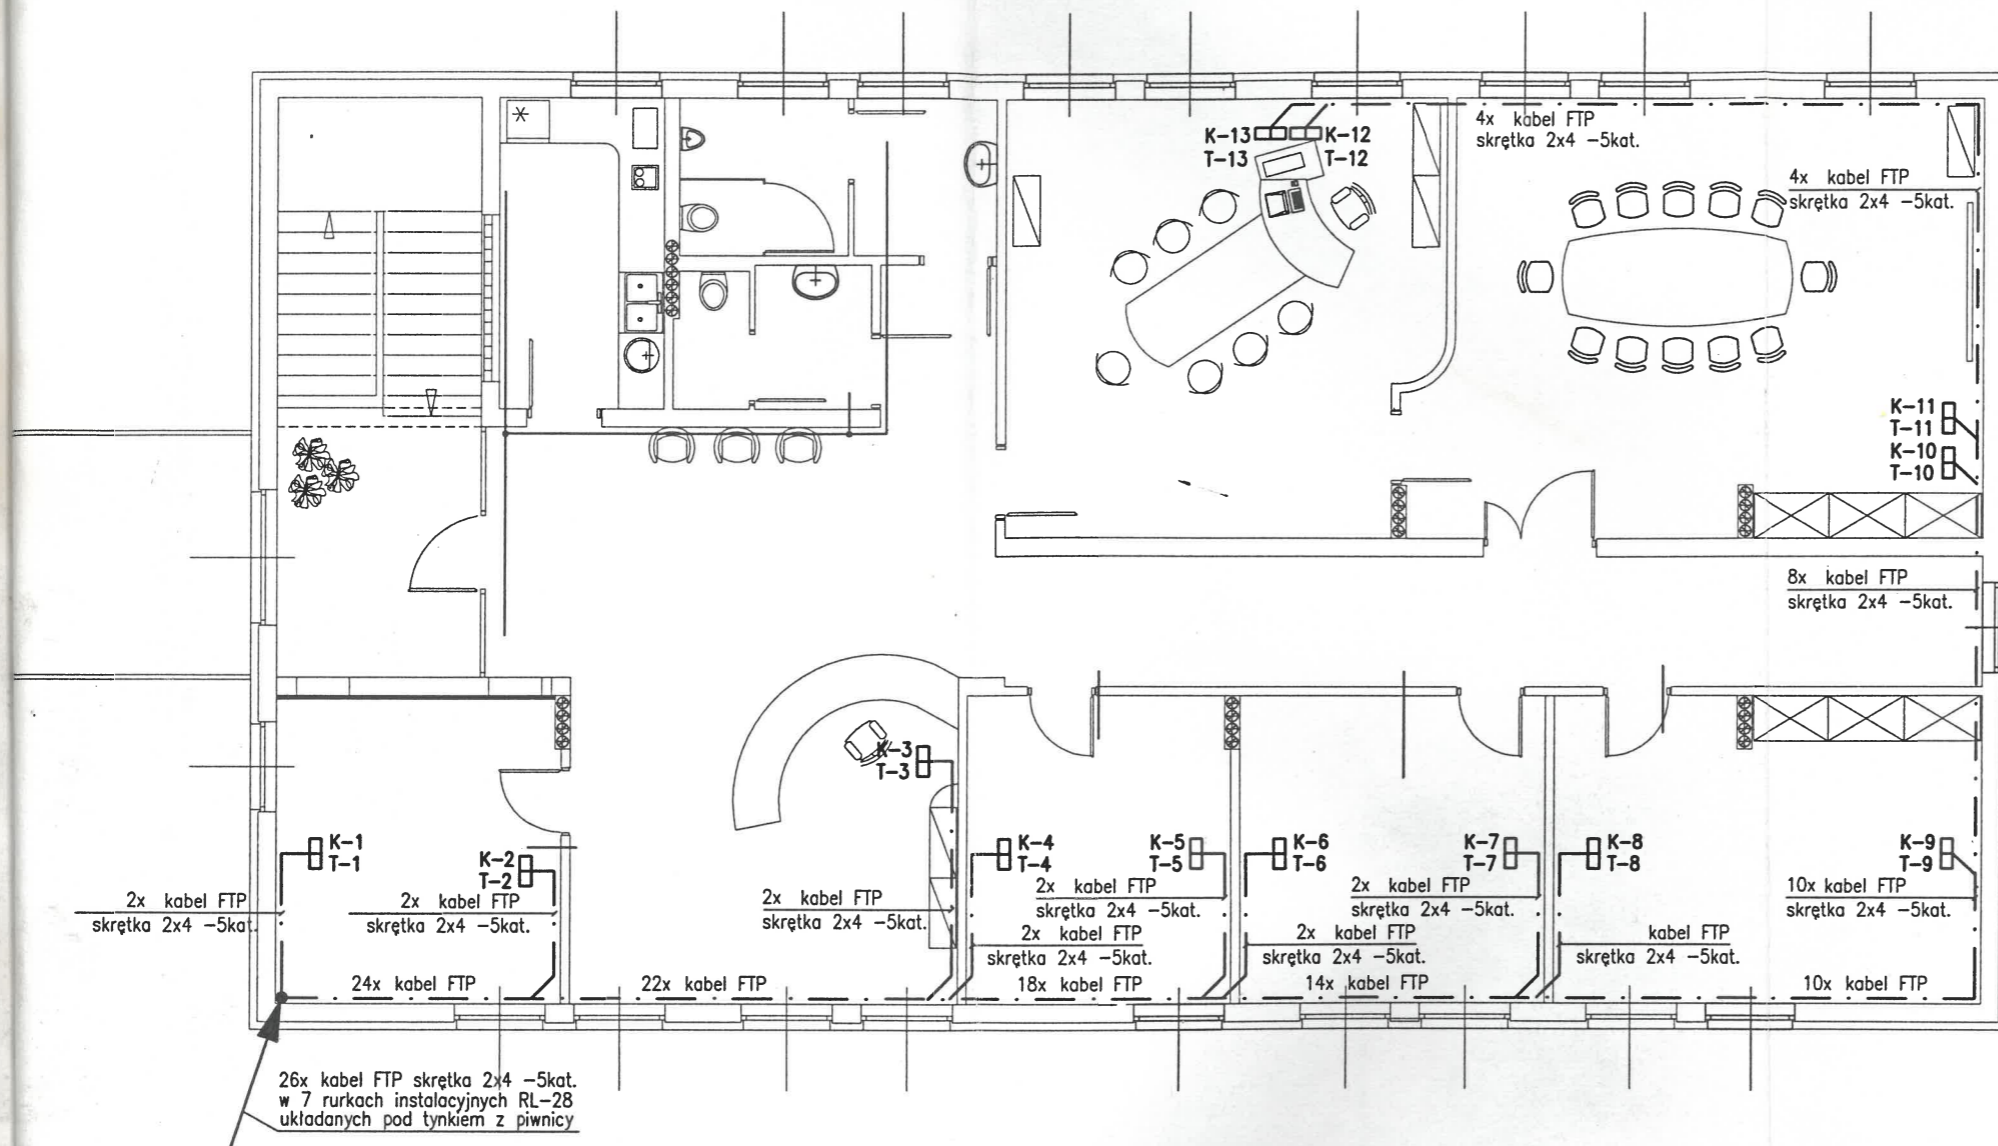 K-13 K-12
T-13 T-12
4x kabel FTP
skrętka 2x4 -5kat.
4x kabel FTP
skrętka 2x4 -5kat.
K-11
T-11
K-10
T-10
8x kabel FTP
skrętka 2x4 -5kat.
K-3
T-3
K-1
T-1
K-2
T-2
K-4
T-4
K-5
T-5
K-6
T-6
K-7
T-7
K-8
T-8
K-9
T-9
2x kabel FTP
skrętka 2x4 -5kat.
2x kabel FTP
skrętka 2x4 -5kat.
2x kabel FTP
skrętka 2x4 -5kat.
2x kabel FTP
skrętka 2x4 -5kat.
2x kabel FTP
skrętka 2x4 -5kat.
2x kabel FTP
skrętka 2x4 -5kat.
2x kabel FTP
skrętka 2x4 -5kat.
kabel FTP
skrętka 2x4 -5kat.
10x kabel FTP
skrętka 2x4 -5kat.
24x kabel FTP
22x kabel FTP
18x kabel FTP
14x kabel FTP
10x kabel FTP
26x kabel FTP skrętka 2x4 -5kat.
w 7 rurkach instalacyjnych RL-28
układanych pod tynkiem z piwnicy